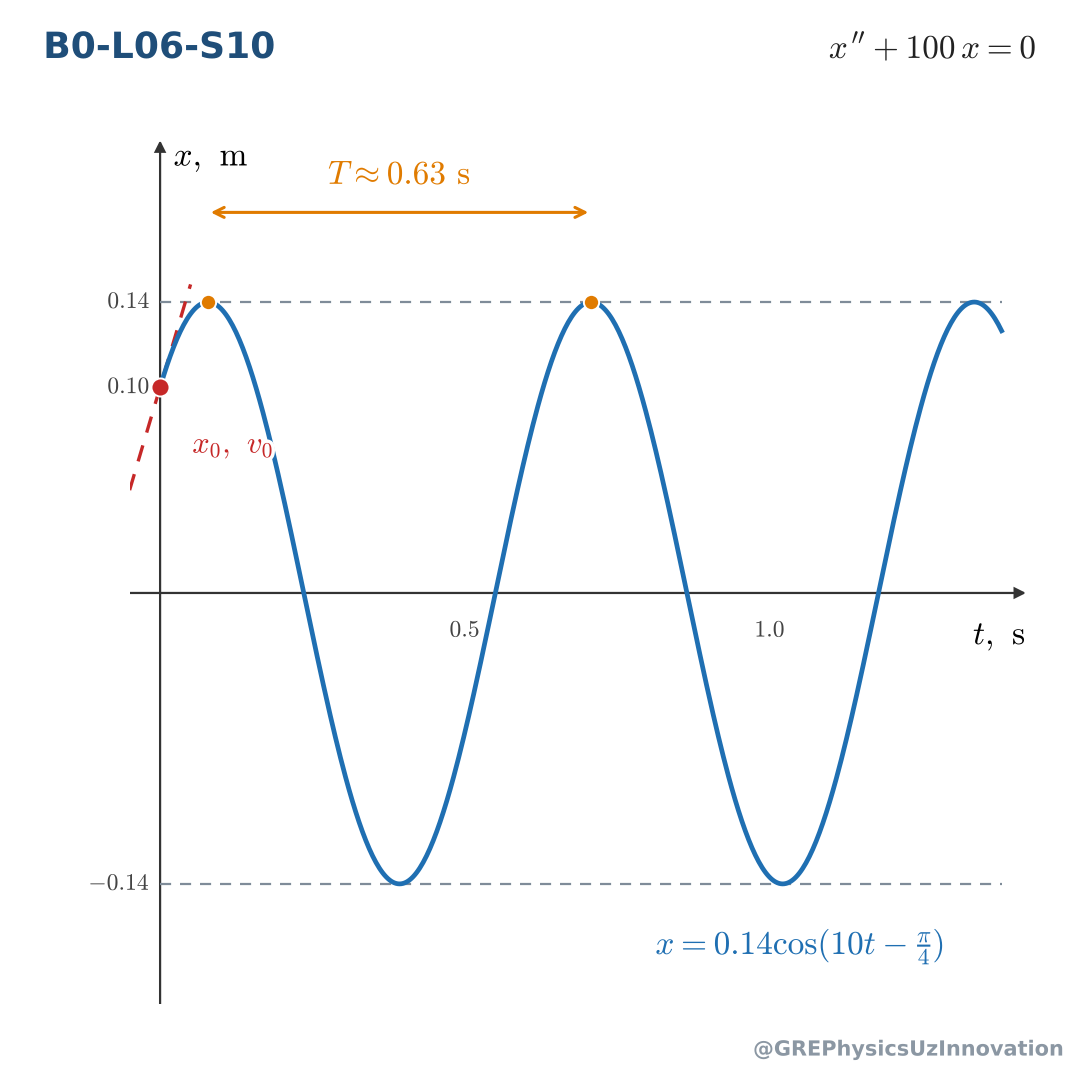 B0-L06-S10
x″ + 100 x = 0
x, m
T ≈ 0.63 s
0.14
0.10
x₀, v₀
0.5
1.0
t, s
−0.14
x = 0.14cos(10t − π/4)
@GREPhysicsUzInnovation